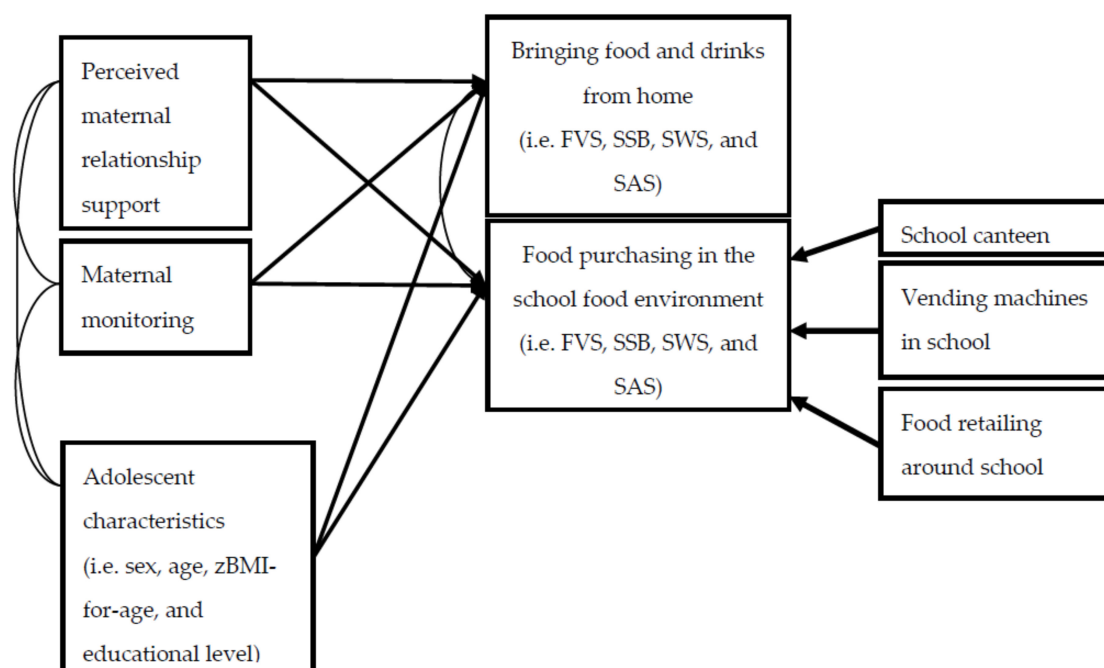 Perceived
maternal
relationship
support
Maternal
monitoring
Adolescent
characteristics
(i.e. sex, age, zBMI-
for-age, and
educational level)
Bringing food and drinks
from home
(i.e. FVS, SSB, SWS, and
SAS)
Food purchasing in the
school food environment
(i.e. FVS, SSB, SWS, and
SAS)
School canteen
Vending machines
in school
Food retailing
around school